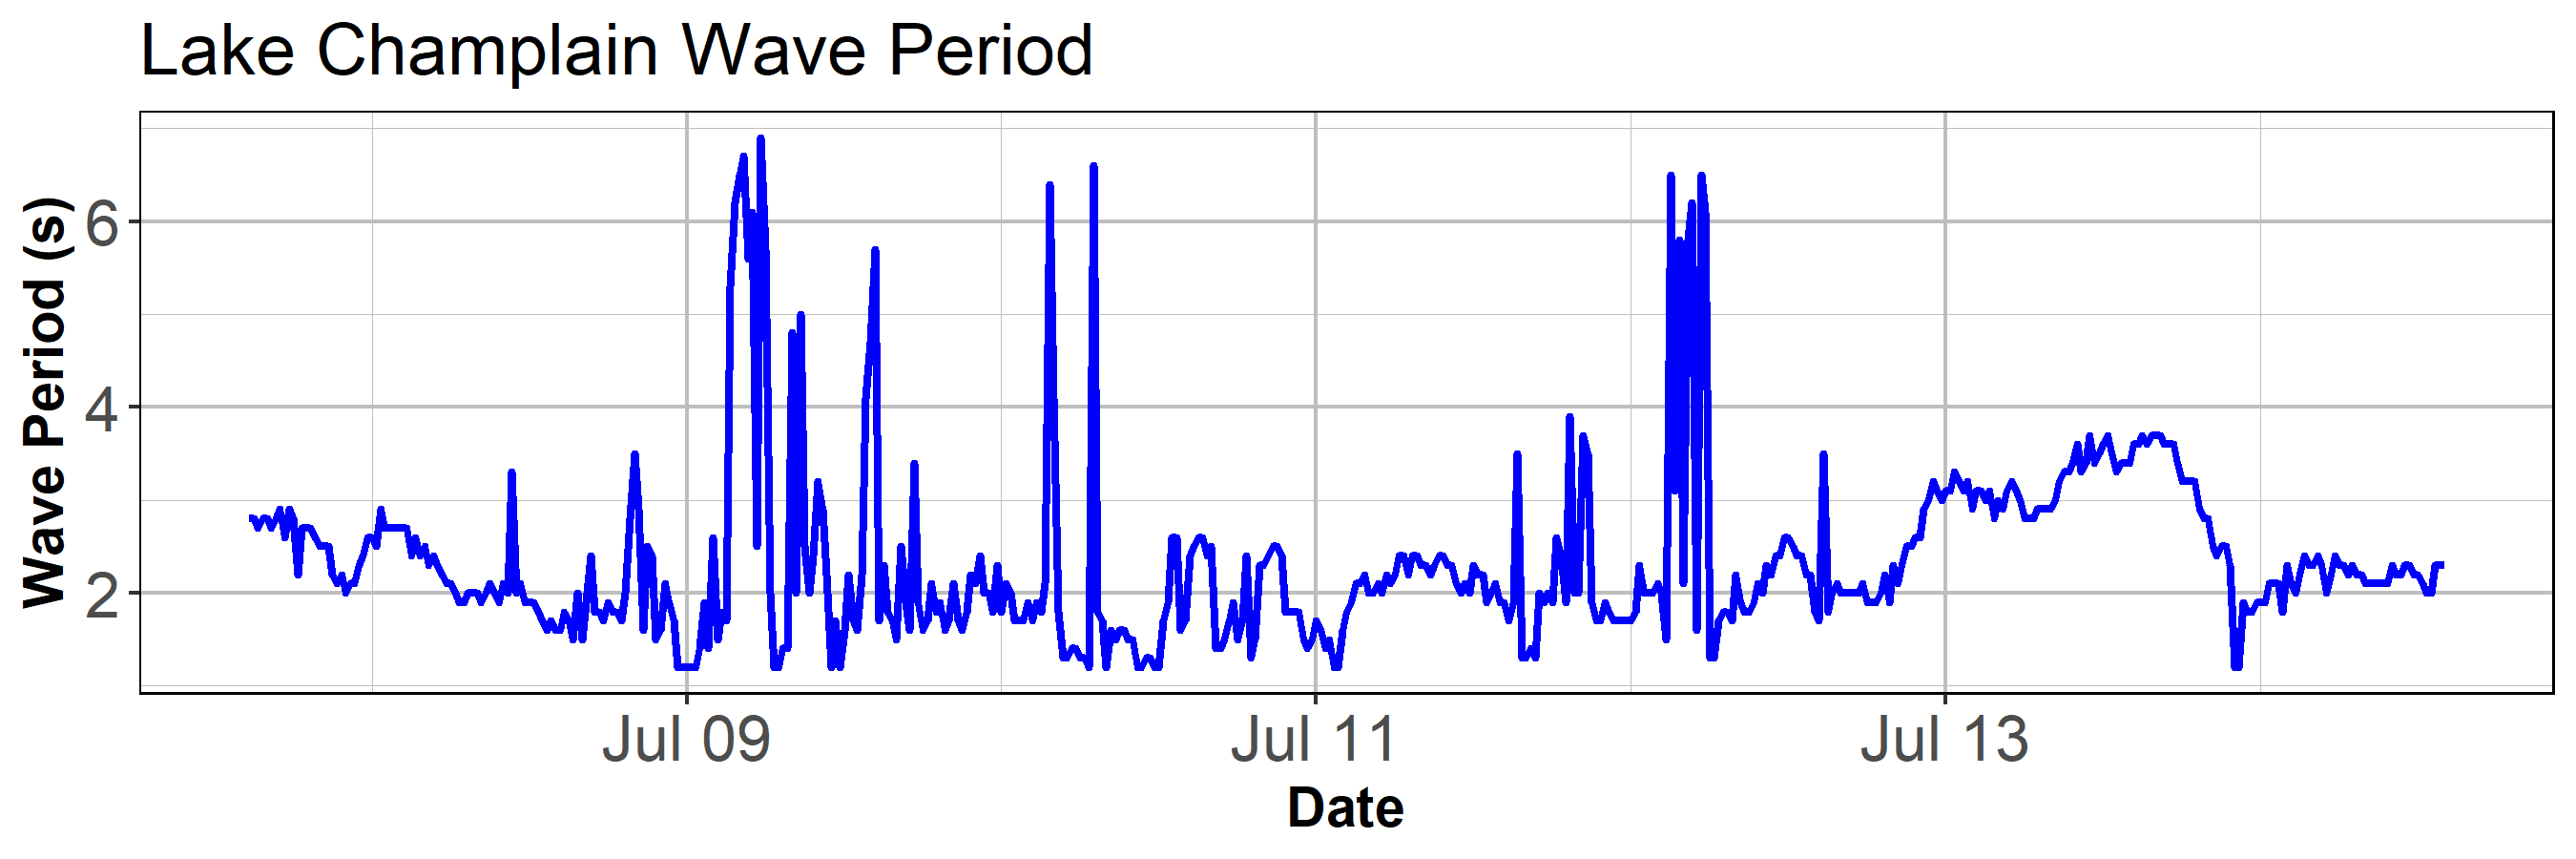 Lake Champlain Wave Period
Wave Period (s)
6
4
2
Jul 09 Jul 11 Jul 13
Date